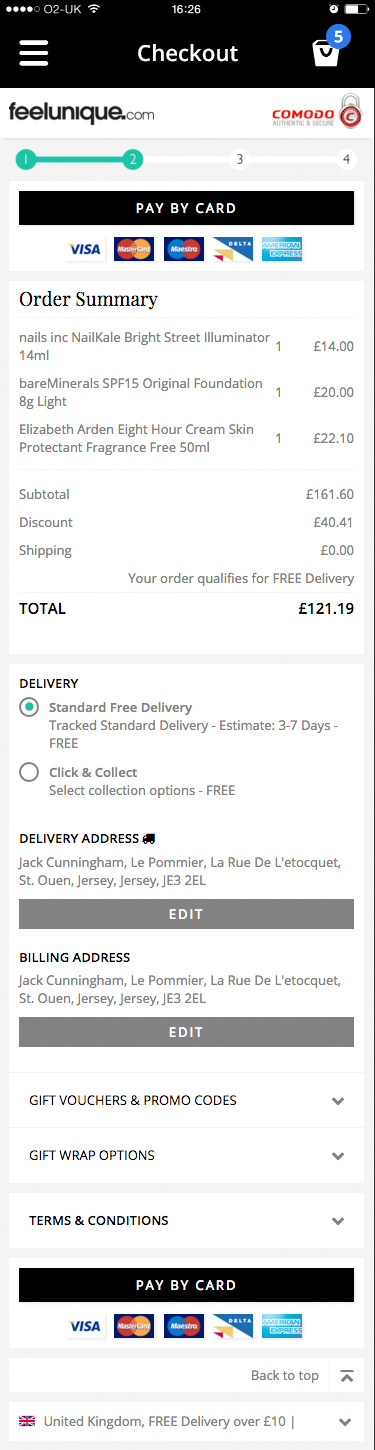 O2-UK 16:26
Checkout
5
feelunique.com
COMODO
AUTHENTIC & SECURE
1 2 3 4
PAY BY CARD
VISA MasterCard Maestro DELTA AMERICAN EXPRESS
Order Summary
nails inc NailKale Bright Street Illuminator
14ml
1 £14.00
bareMinerals SPF15 Original Foundation
8g Light
1 £20.00
Elizabeth Arden Eight Hour Cream Skin
Protectant Fragrance Free 50ml
1 £22.10
Subtotal £161.60
Discount £40.41
Shipping £0.00
Your order qualifies for FREE Delivery
TOTAL £121.19
DELIVERY
Standard Free Delivery
Tracked Standard Delivery - Estimate: 3-7 Days -
FREE
Click & Collect
Select collection options - FREE
DELIVERY ADDRESS
Jack Cunningham, Le Pommier, La Rue De L'etocquet,
St. Ouen, Jersey, Jersey, JE3 2EL
EDIT
BILLING ADDRESS
Jack Cunningham, Le Pommier, La Rue De L'etocquet,
St. Ouen, Jersey, Jersey, JE3 2EL
EDIT
GIFT VOUCHERS & PROMO CODES
GIFT WRAP OPTIONS
TERMS & CONDITIONS
PAY BY CARD
VISA MasterCard Maestro DELTA AMERICAN EXPRESS
Back to top
United Kingdom, FREE Delivery over £10 |